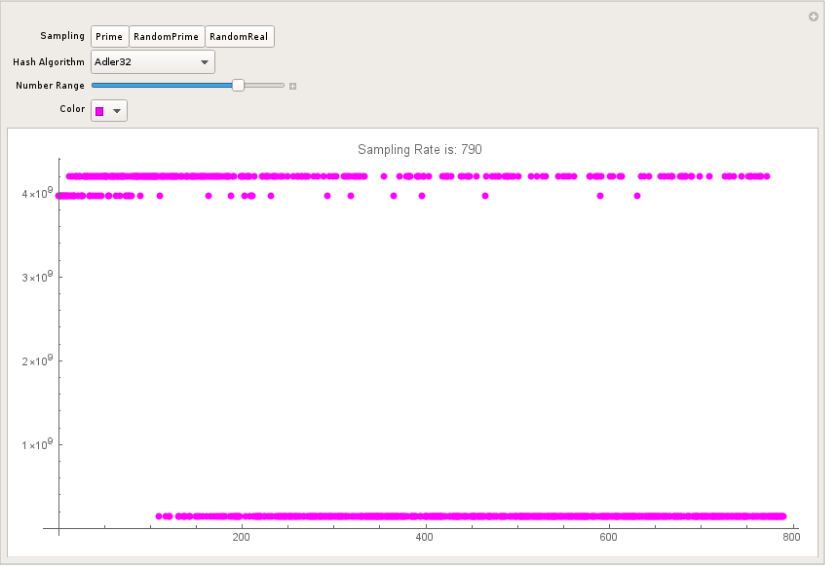 Sampling Prime RandomPrime RandomReal
Hash Algorithm Adler32
Number Range
Color
Sampling Rate is: 790
4×10⁹
3×10⁹
2×10⁹
1×10⁹
200 400 600 800